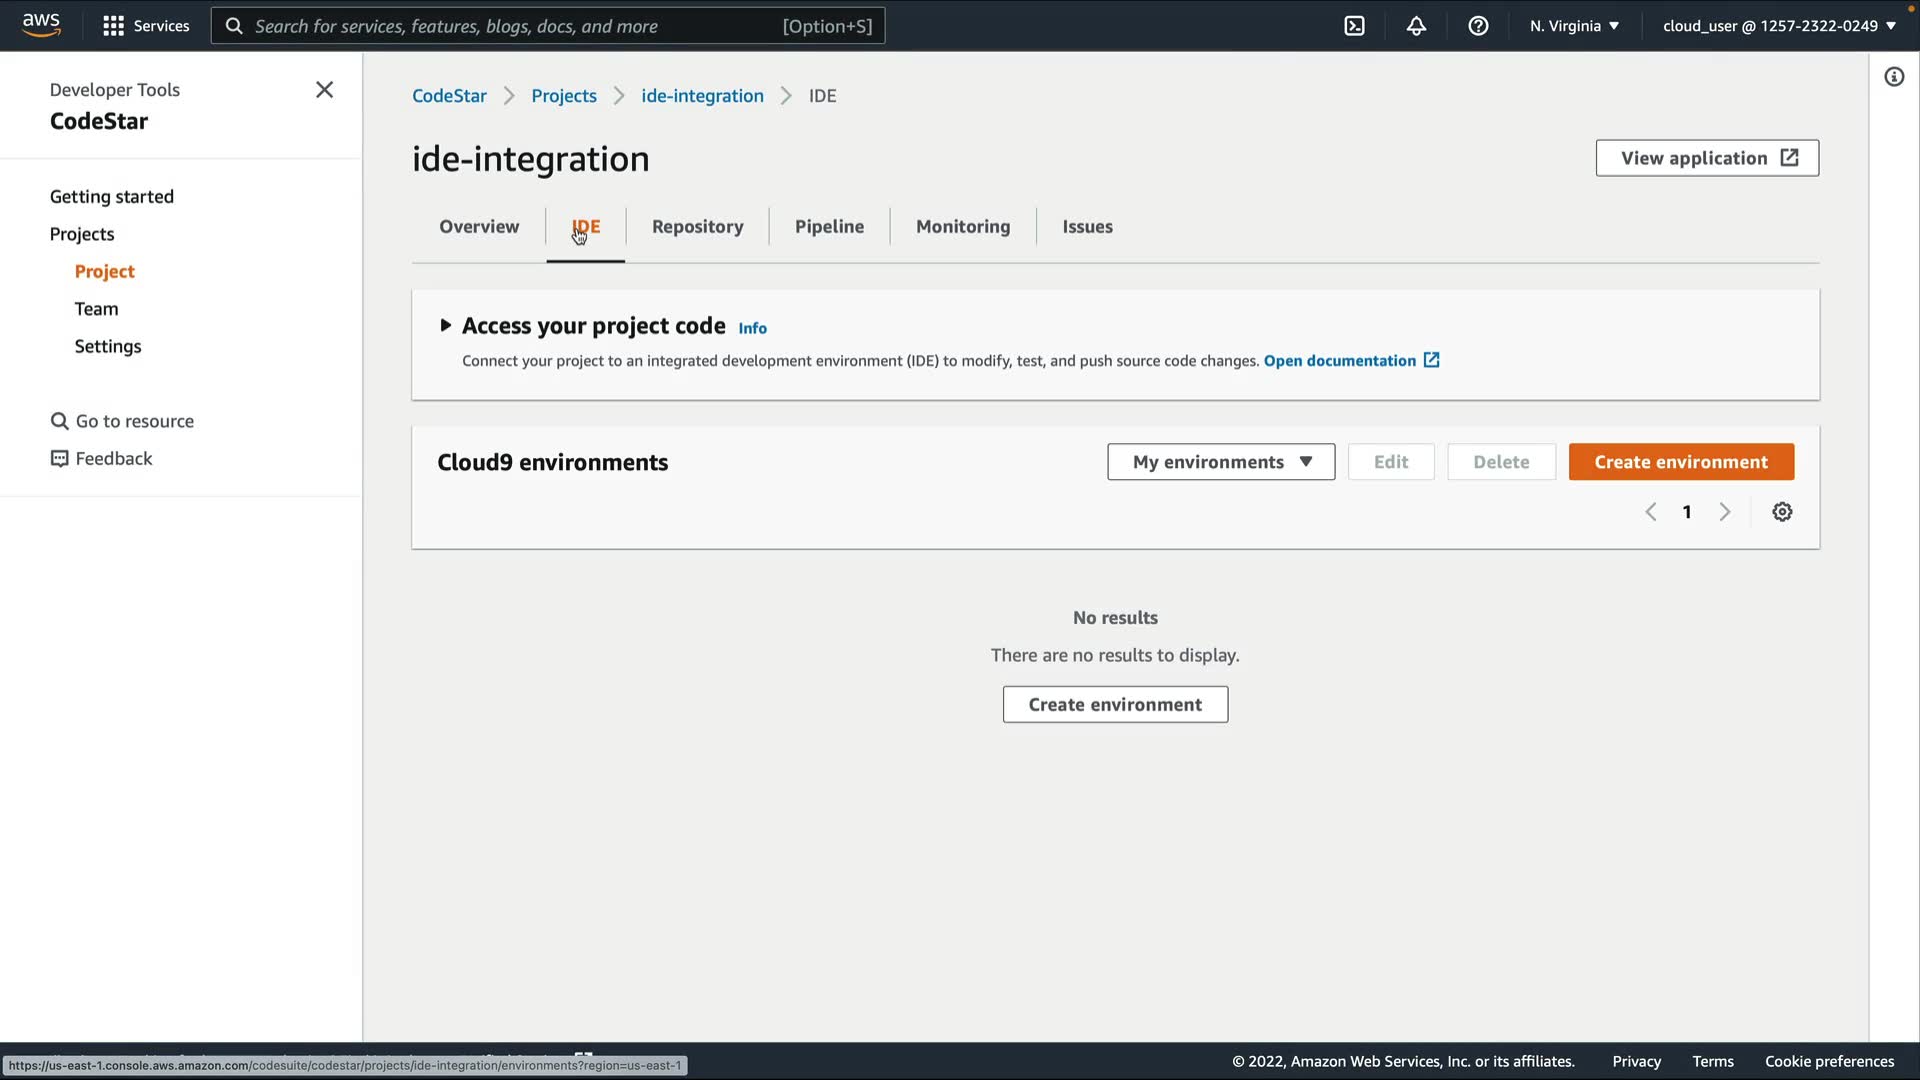 aws
Services
Search for services, features, blogs, docs, and more [Option+S]
N. Virginia
cloud_user @ 1257-2322-0249
Developer Tools
CodeStar
Getting started
Projects
Project
Team
Settings
Go to resource
Feedback
CodeStar > Projects > ide-integration > IDE
ide-integration
View application
Overview
IDE
Repository
Pipeline
Monitoring
Issues
Access your project code Info
Connect your project to an integrated development environment (IDE) to modify, test, and push source code changes. Open documentation
Cloud9 environments
My environments
Edit
Delete
Create environment
1
No results
There are no results to display.
Create environment
https://us-east-1.console.aws.amazon.com/codesuite/codestar/projects/ide-integration/environments?region=us-east-1
© 2022, Amazon Web Services, Inc. or its affiliates.
Privacy
Terms
Cookie preferences